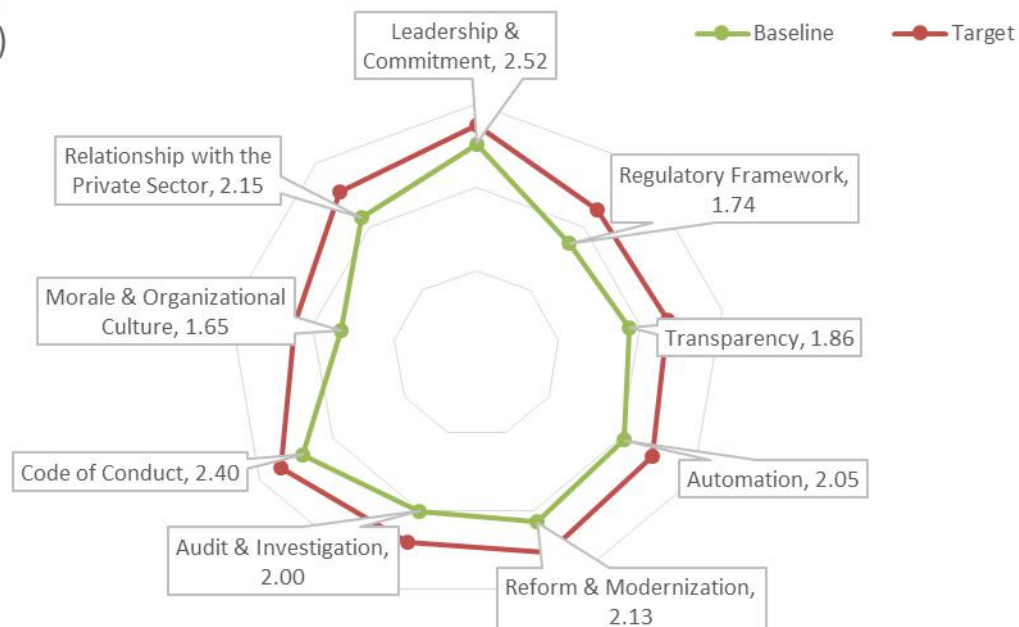 )
Baseline
Target
Leadership &
Commitment, 2.52
Regulatory Framework,
1.74
Transparency, 1.86
Automation, 2.05
Reform & Modernization,
2.13
Audit & Investigation,
2.00
Code of Conduct, 2.40
Morale & Organizational
Culture, 1.65
Relationship with the
Private Sector, 2.15